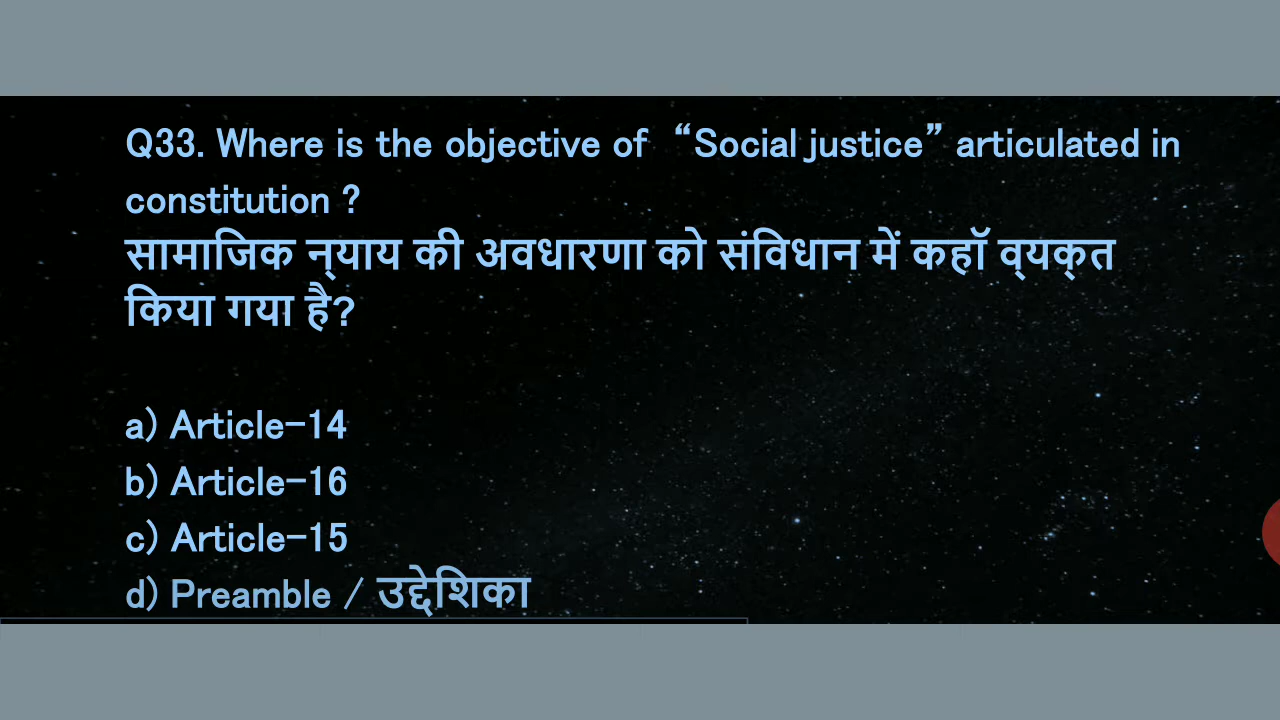 Q33. Where is the objective of “Social justice” articulated in
constitution ?
सामाजिक न्‌याय की अवधारणा को संविधान में कहॉ व्‌यक्‌त
किया गया है?
a) Article-14
b) Article-16
c) Article-15
d) Preamble / उद्देशिका